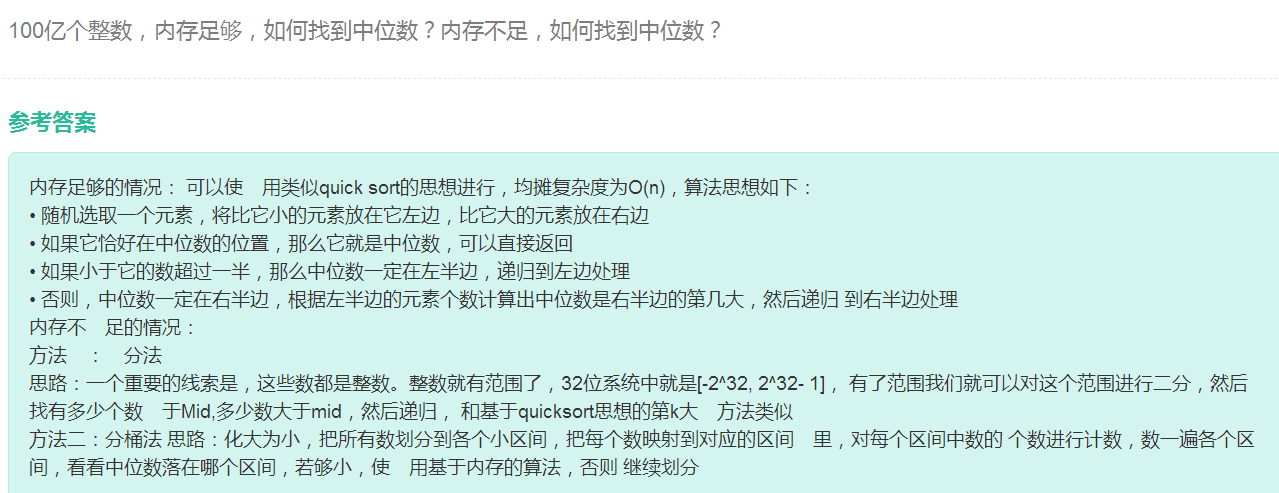 100亿个整数，内存足够，如何找到中位数？内存不足，如何找到中位数？
参考答案
内存足够的情况： 可以使　用类似quick sort的思想进行，均摊复杂度为O(n)，算法思想如下：
• 随机选取一个元素，将比它小的元素放在它左边，比它大的元素放在右边
• 如果它恰好在中位数的位置，那么它就是中位数，可以直接返回
• 如果小于它的数超过一半，那么中位数一定在左半边，递归到左边处理
• 否则，中位数一定在右半边，根据左半边的元素个数计算出中位数是右半边的第几大，然后递归 到右半边处理
内存不　足的情况：
方法　：　分法
思路：一个重要的线索是，这些数都是整数。整数就有范围了，32位系统中就是[-2^32, 2^32- 1]， 有了范围我们就可以对这个范围进行二分，然后
找有多少个数　于Mid,多少数大于mid，然后递归， 和基于quicksort思想的第k大　方法类似
方法二：分桶法 思路：化大为小，把所有数划分到各个小区间，把每个数映射到对应的区间　里，对每个区间中数的 个数进行计数，数一遍各个区
间，看看中位数落在哪个区间，若够小，使　用基于内存的算法，否则 继续划分